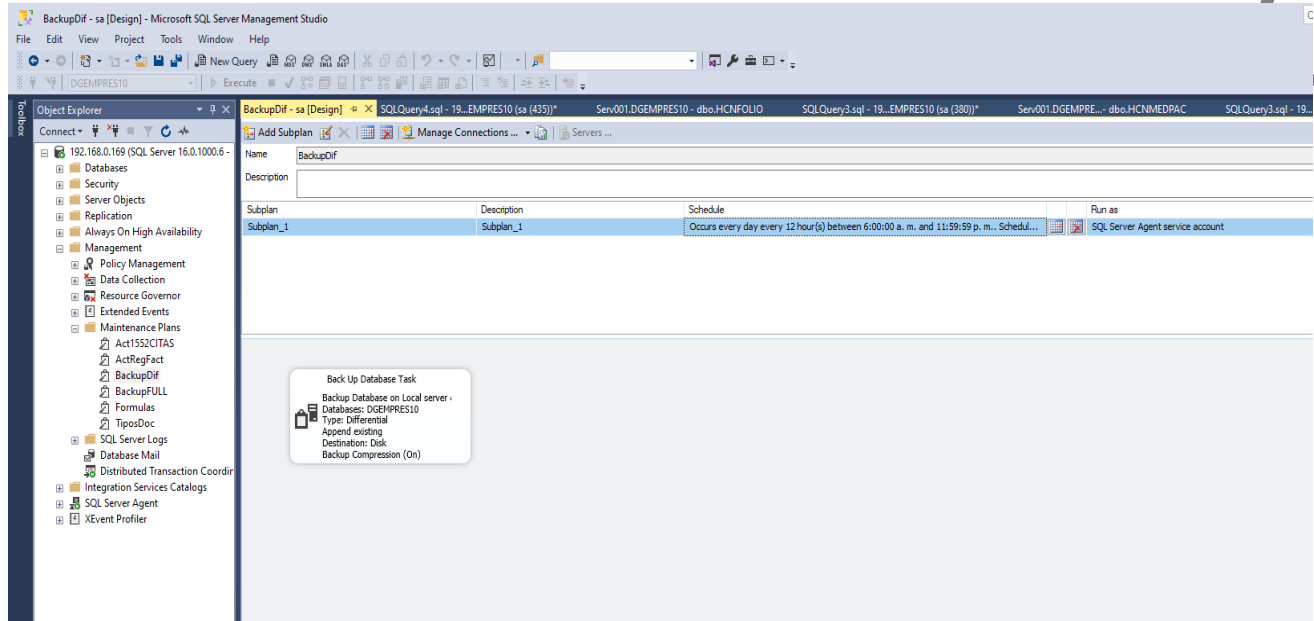 BackupDif - sa [Design] - Microsoft SQL Server Management Studio
File Edit View Project Tools Window Help
New Query
DGEMPRES10 Execute
Toolbox
Object Explorer
BackupDif - sa [Design] SQLQuery4.sql - 19...EMPRES10 (sa (435))* Serv001.DGEMPRES10 - dbo.HCNFOLIO SQLQuery3.sql - 19...EMPRES10 (sa (380))* Serv001.DGEMPRE...- dbo.HCNMEDPAC SQLQuery3.sql - 19...
Connect
Add Subplan Manage Connections ... Servers ...
192.168.0.169 (SQL Server 16.0.1000.6 -
Databases
Security
Server Objects
Replication
Always On High Availability
Management
Policy Management
Data Collection
Resource Governor
Extended Events
Maintenance Plans
Act1552CITAS
ActRegFact
BackupDif
BackupFULL
Formulas
TiposDoc
SQL Server Logs
Database Mail
Distributed Transaction Coordin
Integration Services Catalogs
SQL Server Agent
XEvent Profiler
Name BackupDif
Description
Subplan Description Schedule Run as
Subplan_1 Subplan_1 Occurs every day every 12 hour(s) between 6:00:00 a. m. and 11:59:59 p. m.. Schedul... SQL Server Agent service account
Back Up Database Task
Backup Database on Local server
Databases: DGEMPRES10
Type: Differential
Append existing
Destination: Disk
Backup Compression (On)